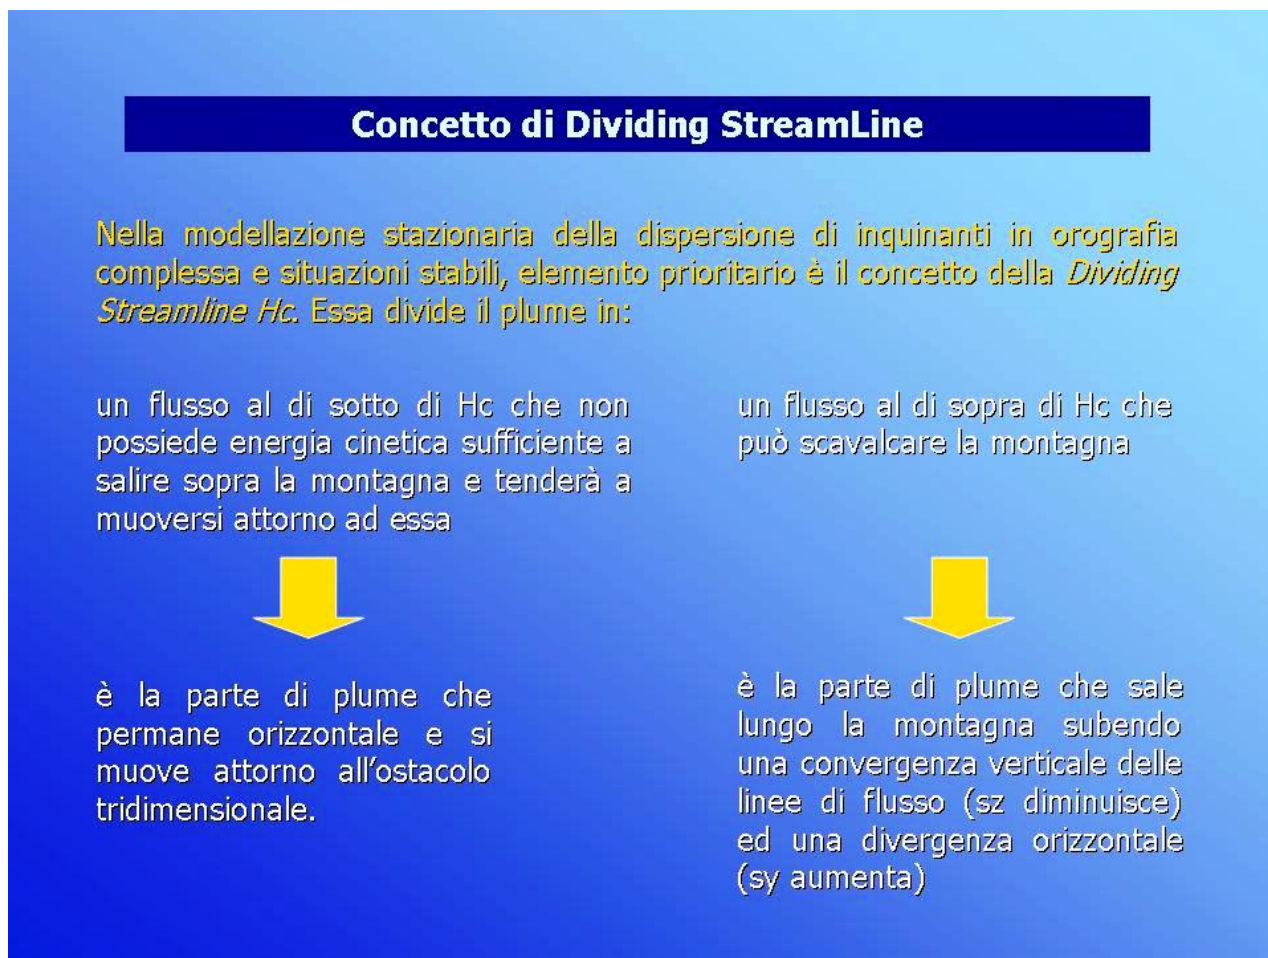 Concetto di Dividing StreamLine
Nella modellazione stazionaria della dispersione di inquinanti in orografia
complessa e situazioni stabili, elemento prioritario è il concetto della Dividing
Streamline Hc. Essa divide il plume in:
un flusso al di sotto di Hc che non
possiede energia cinetica sufficiente a
salire sopra la montagna e tenderà a
muoversi attorno ad essa
è la parte di plume che
permane orizzontale e si
muove attorno all'ostacolo
tridimensionale.
un flusso al di sopra di Hc che
può scavalcare la montagna
è la parte di plume che sale
lungo la montagna subendo
una convergenza verticale delle
linee di flusso (sz diminuisce)
ed una divergenza orizzontale
(sy aumenta)